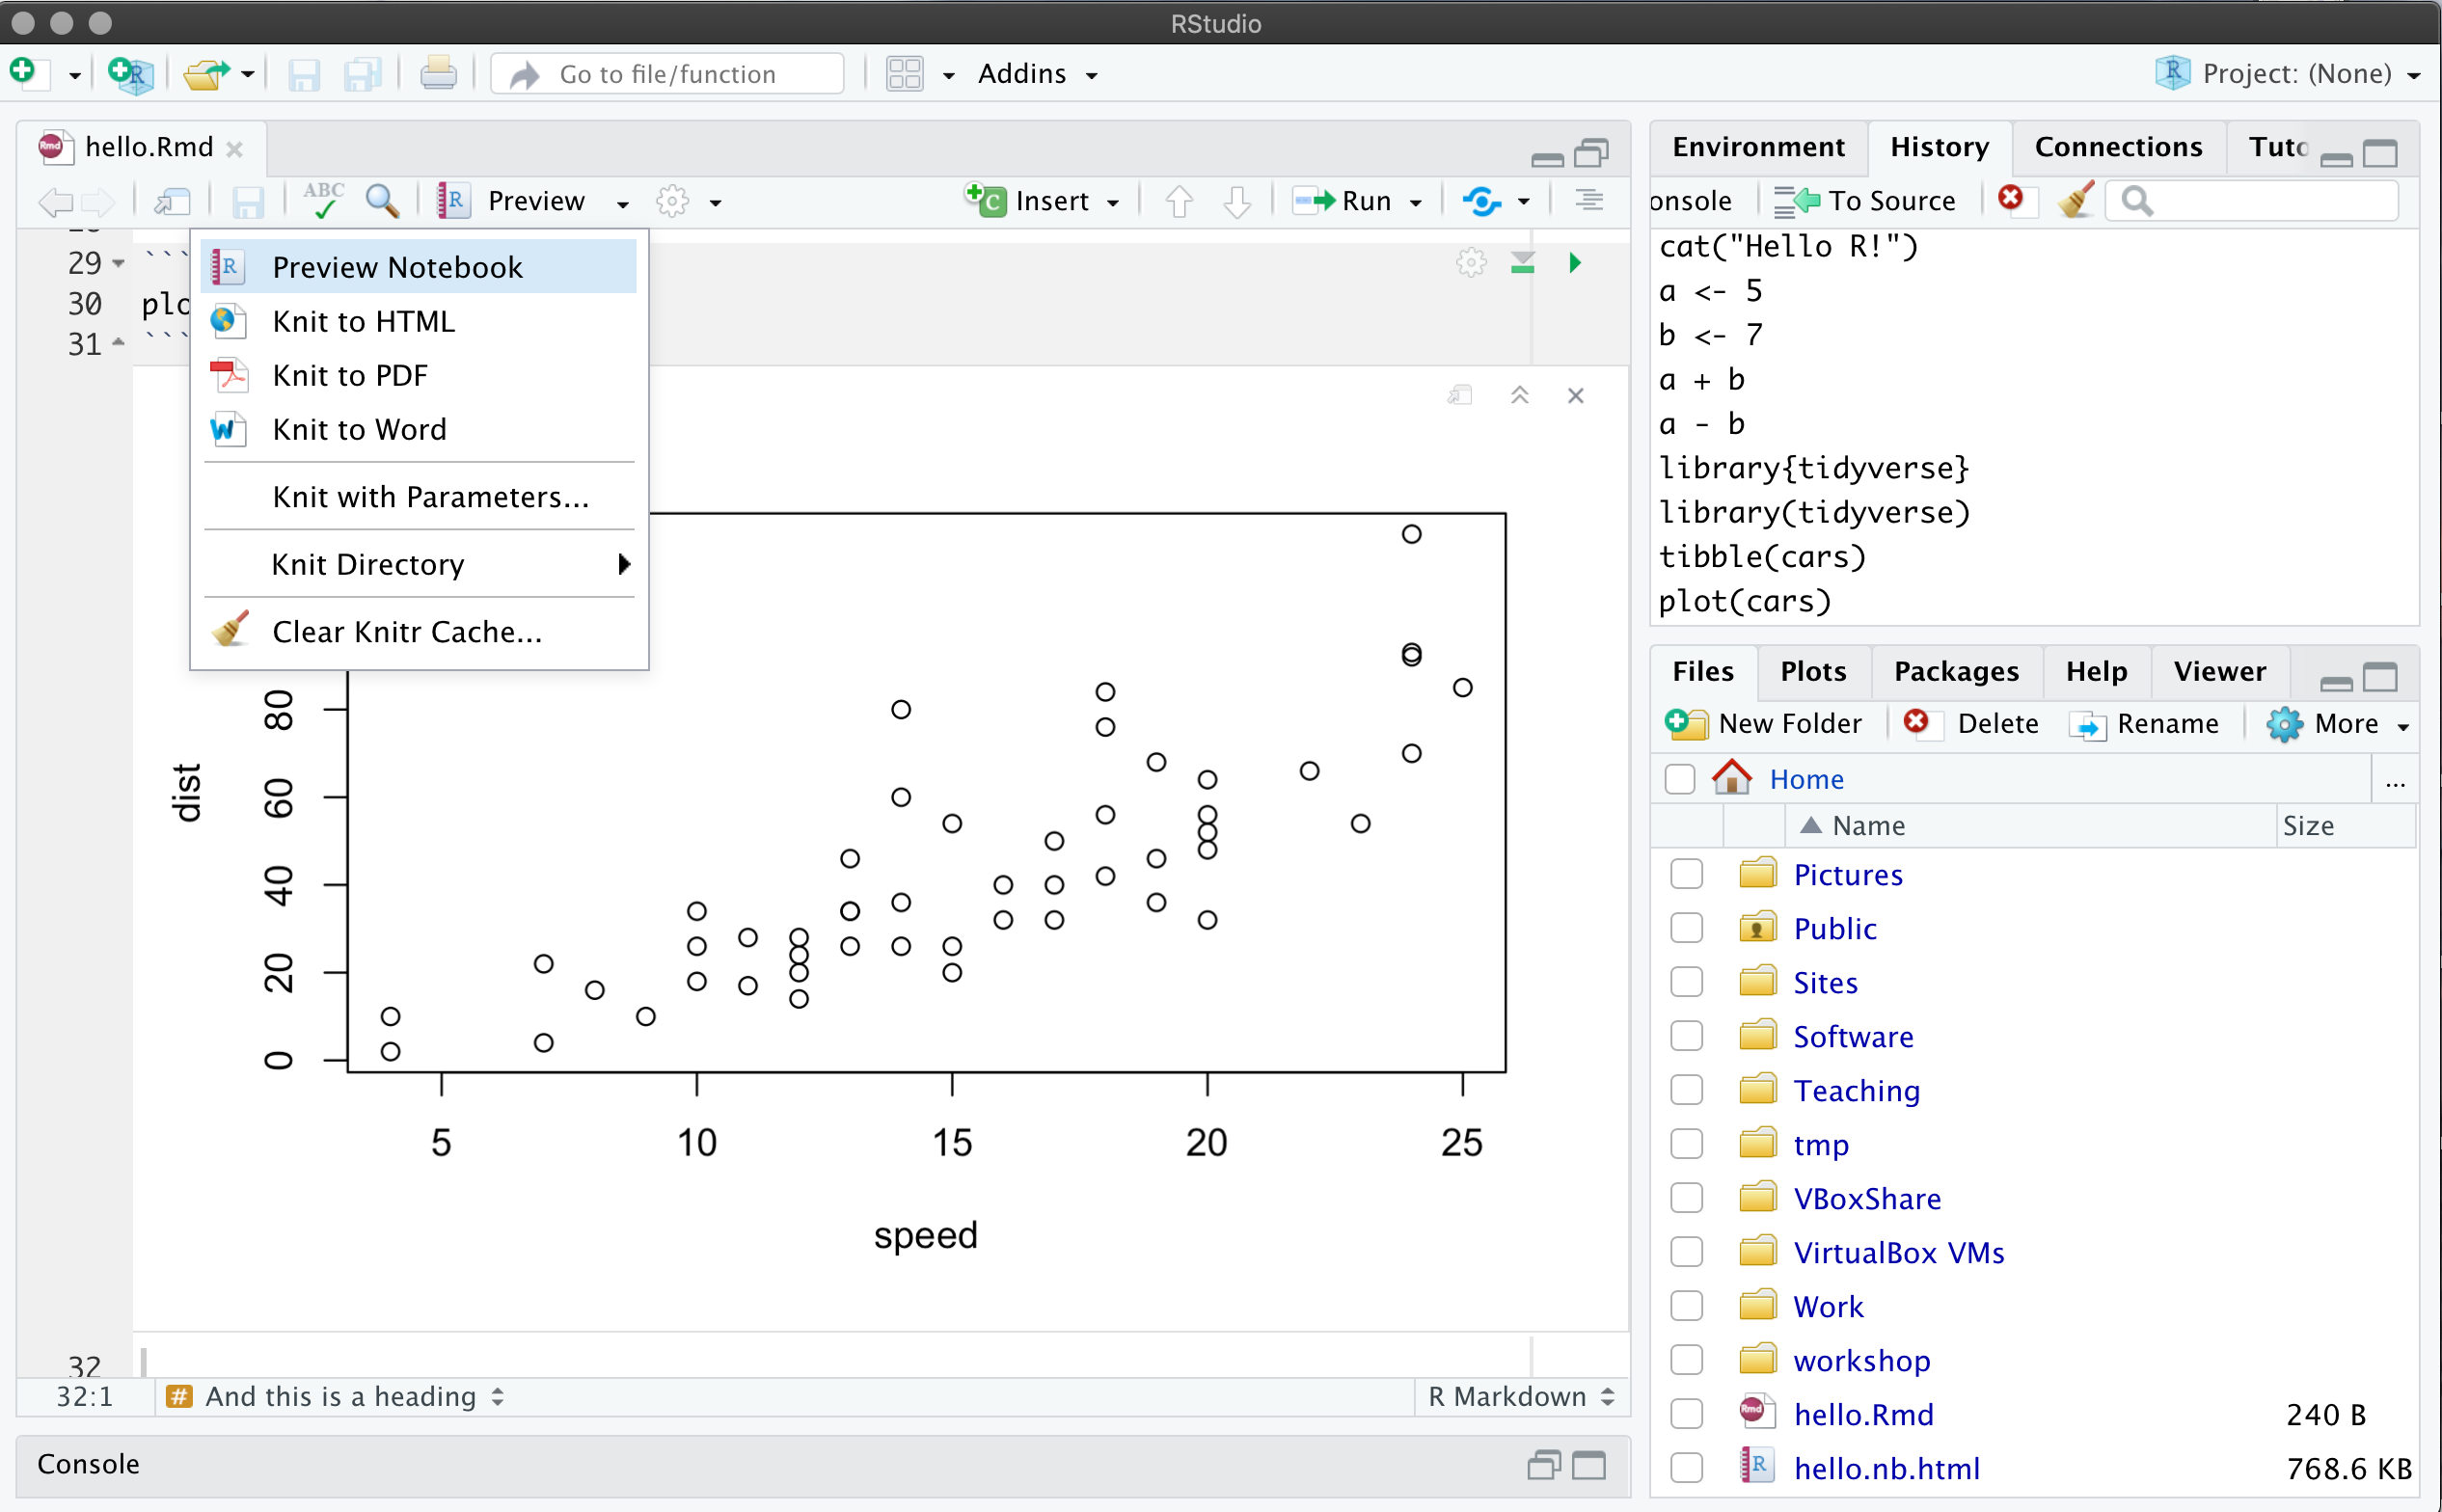 RStudio
Go to file/function
Addins
Project: (None)
hello.Rmd
ABC
Preview
Insert
Run
29 ```
30 plo
31 ```
Preview Notebook
Knit to HTML
Knit to PDF
Knit to Word
Knit with Parameters...
Knit Directory
Clear Knitr Cache...
80
60
40
20
0
dist
5 10 15 20 25
speed
32
32:1 # And this is a heading R Markdown
Console
Environment History Connections Tuto
onsole To Source
cat("Hello R!")
a <- 5
b <- 7
a + b
a - b
library{tidyverse}
library(tidyverse)
tibble(cars)
plot(cars)
Files Plots Packages Help Viewer
New Folder Delete Rename More
Home ...
Name Size
Pictures
Public
Sites
Software
Teaching
tmp
VBoxShare
VirtualBox VMs
Work
workshop
hello.Rmd 240 B
hello.nb.html 768.6 KB